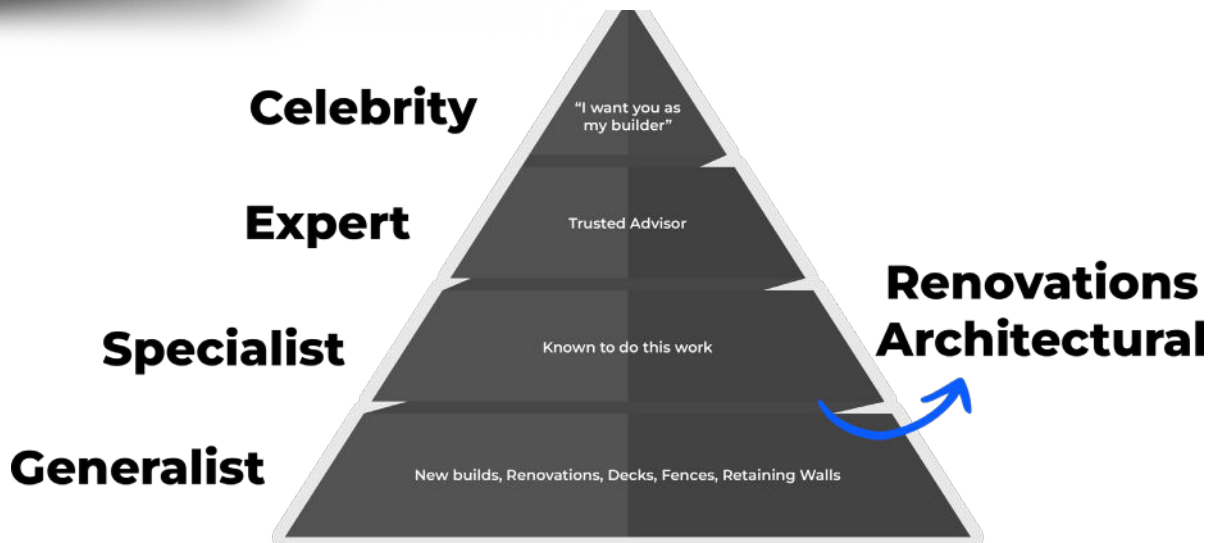 Celebrity
“I want you as
my builder”
Expert
Trusted Advisor
Specialist
Known to do this work
Renovations
Architectural
Generalist
New builds, Renovations, Decks, Fences, Retaining Walls